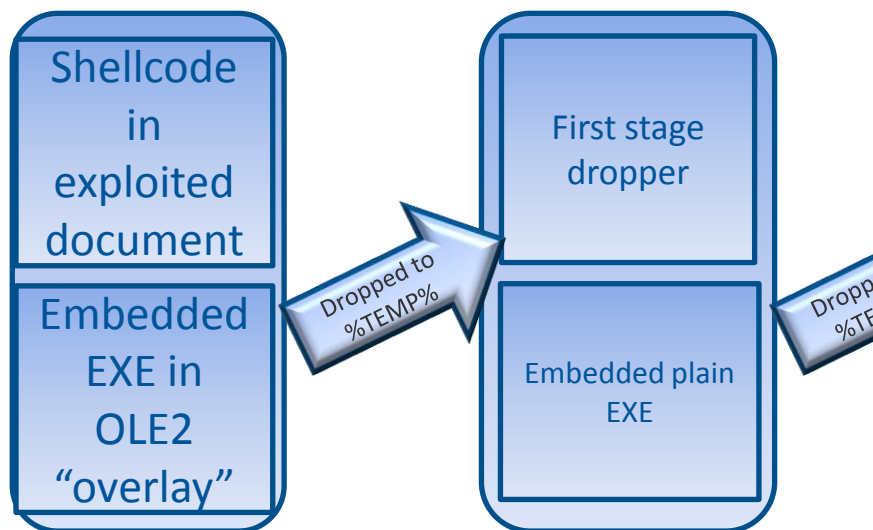 Shellcode
in
exploited
document
Embedded
EXE in
OLE2
“overlay”
Dropped to
%TEMP%
First stage
dropper
Embedded plain
EXE